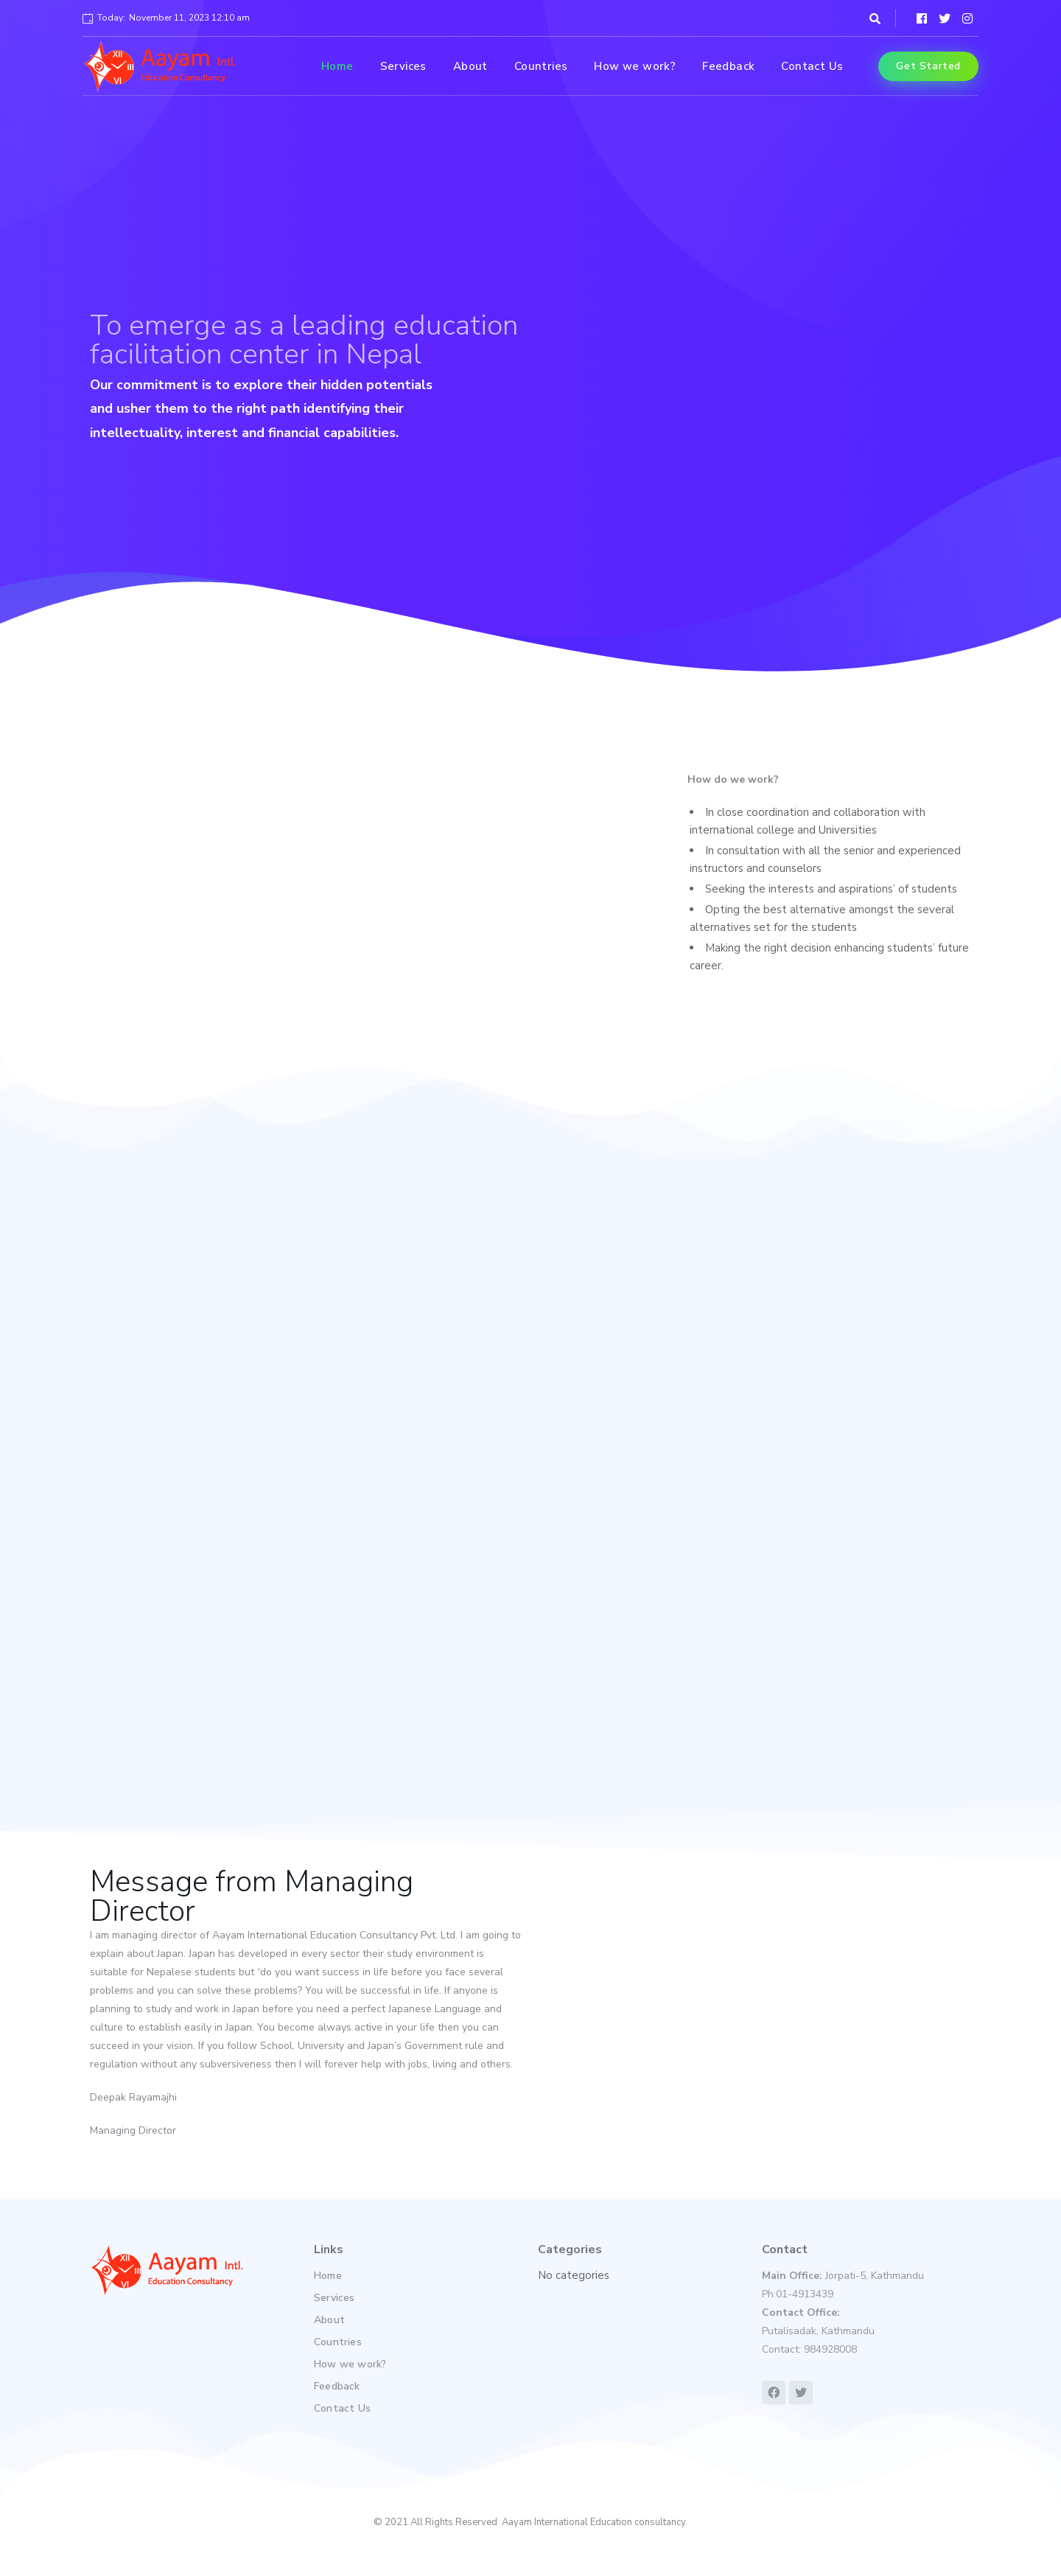 Today: November 11, 2023 12:10 am
XII
III
VI
Aayam Intl.
Education Consultancy
Home
Services
About
Countries
How we work?
Feedback
Contact Us
Get Started
To emerge as a leading education
facilitation center in Nepal
Our commitment is to explore their hidden potentials
and usher them to the right path identifying their
intellectuality, interest and financial capabilities.
How do we work?
• In close coordination and collaboration with
international college and Universities
• In consultation with all the senior and experienced
instructors and counselors
• Seeking the interests and aspirations’ of students
• Opting the best alternative amongst the several
alternatives set for the students
• Making the right decision enhancing students’ future
career.
Message from Managing
Director
I am managing director of Aayam International Education Consultancy Pvt. Ltd. I am going to
explain about Japan. Japan has developed in every sector their study environment is
suitable for Nepalese students but “do you want success in life before you face several
problems and you can solve these problems? You will be successful in life. If anyone is
planning to study and work in Japan before you need a perfect Japanese Language and
culture to establish easily in Japan. You become always active in your life then you can
succeed in your vision. If you follow School, University and Japan’s Government rule and
regulation without any subversiveness then I will forever help with jobs, living and others.
Deepak Rayamajhi
Managing Director
XII
III
VI
Aayam Intl.
Education Consultancy
Links
Home
Services
About
Countries
How we work?
Feedback
Contact Us
Categories
No categories
Contact
Main Office: Jorpati-5, Kathmandu
Ph:01-4913439
Contact Office:
Putalisadak, Kathmandu
Contact: 984928008
© 2021 All Rights Reserved Aayam International Education consultancy.